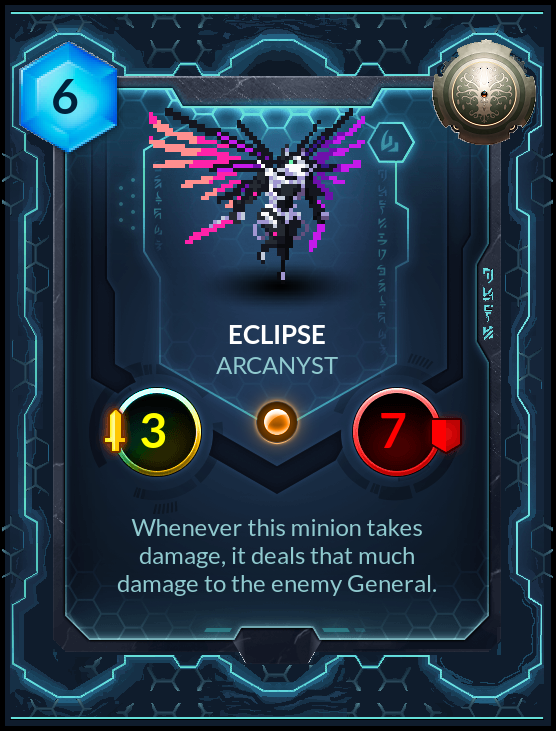 6
ECLIPSE
ARCANYST
3
7
Whenever this minion takes
damage, it deals that much
damage to the enemy General.